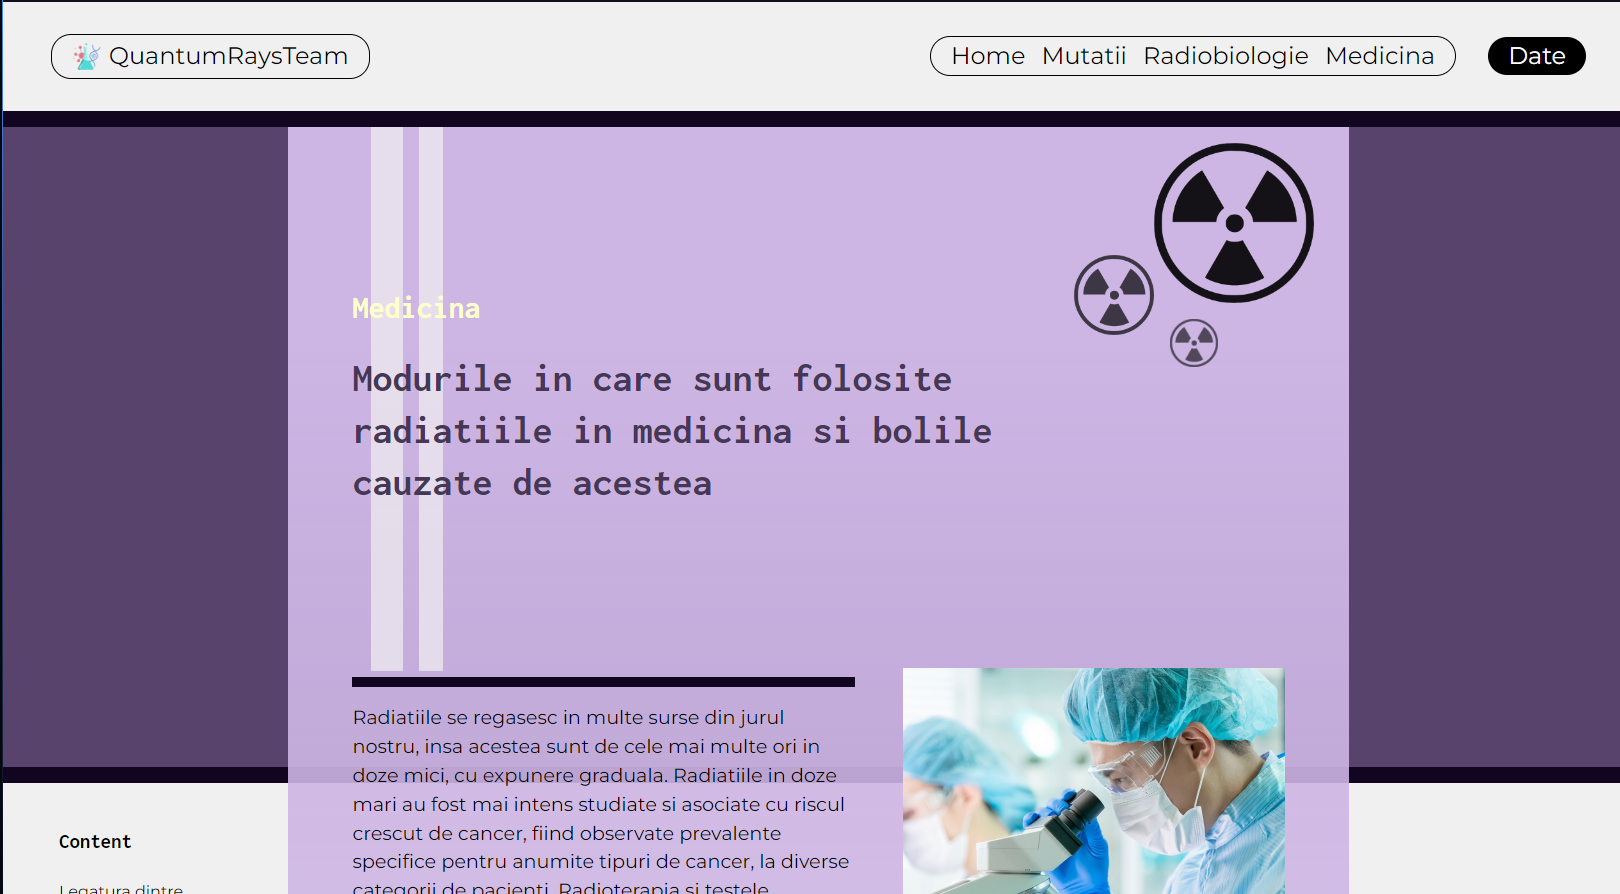 QuantumRaysTeam
Home Mutatii Radiobiologie Medicina
Date
Medicina
Modurile in care sunt folosite
radiatiile in medicina si bolile
cauzate de acestea
Radiatiile se regasesc in multe surse din jurul
nostru, insa acestea sunt de cele mai multe ori in
doze mici, cu expunere graduala. Radiatiile in doze
mari au fost mai intens studiate si asociate cu riscul
crescut de cancer, fiind observate prevalente
specifice pentru anumite tipuri de cancer, la diverse
categorii de pacienti. Radioterapia si testele
Content
Legatura dintre